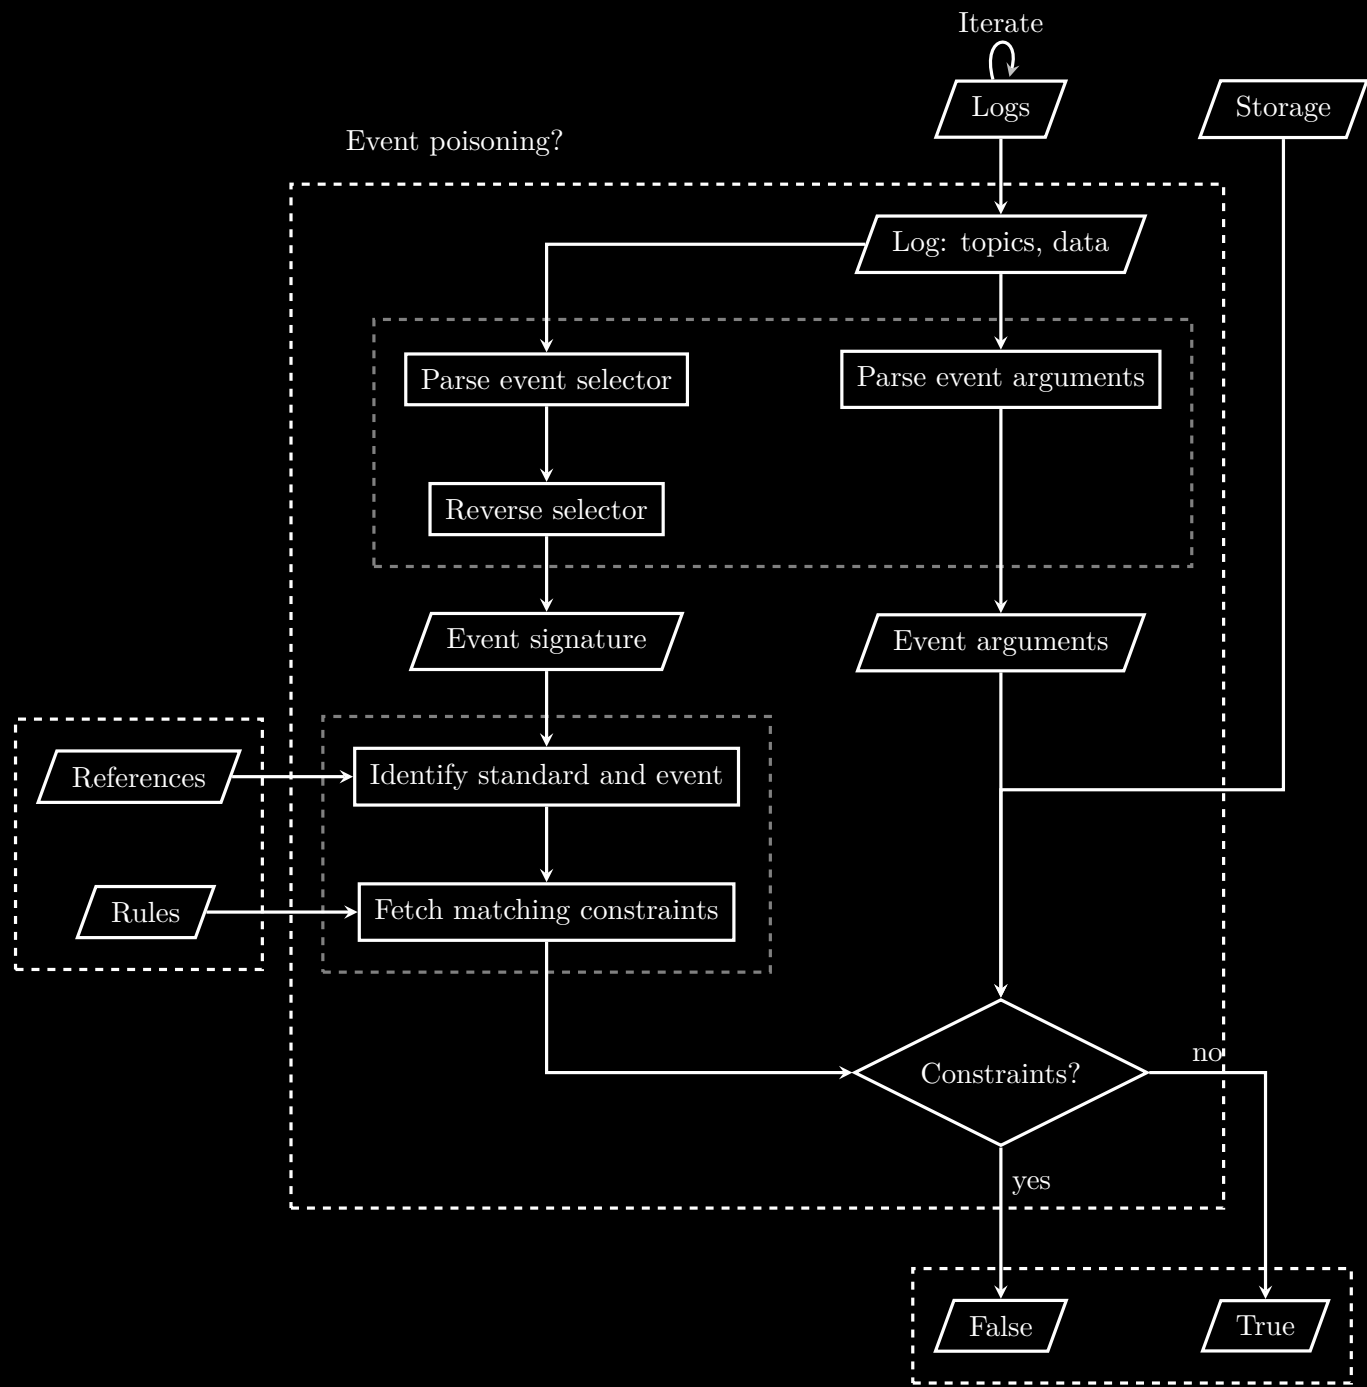 Iterate
Logs
Storage
Event poisoning?
Log: topics, data
Parse event selector
Parse event arguments
Reverse selector
Event signature
Event arguments
References
Identify standard and event
Rules
Fetch matching constraints
Constraints?
no
yes
False
True